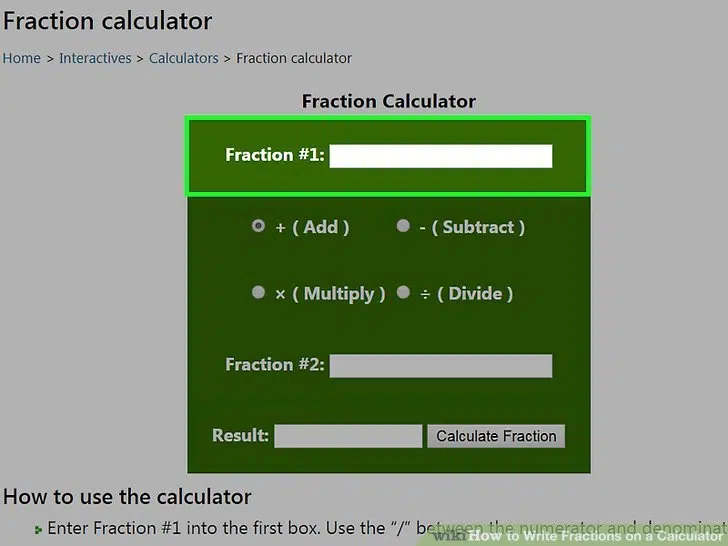 Fraction calculator
Home > Interactives > Calculators > Fraction calculator
Fraction Calculator
Fraction #1:
+ ( Add ) - ( Subtract )
× ( Multiply ) ÷ ( Divide )
Fraction #2:
Result: Calculate Fraction
How to use the calculator
Enter Fraction #1 into the first box. Use the “/” between the numerator and denominat
wikiHow to Write Fractions on a Calculator